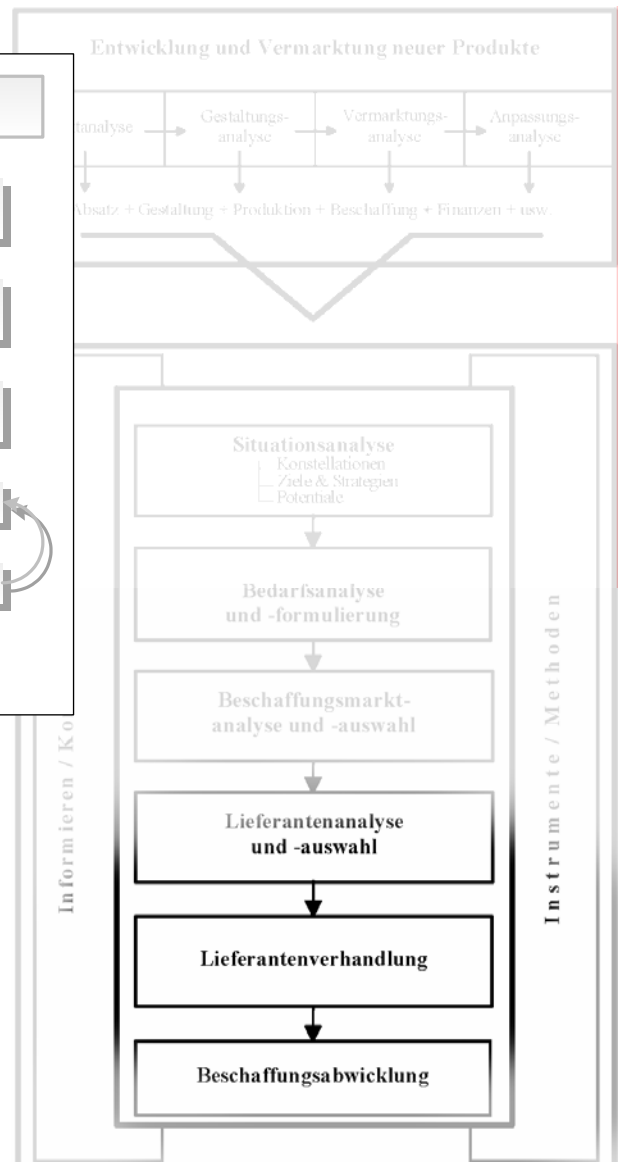 Entwicklung und Vermarktung neuer Produkte
tanalyse
Gestaltungs-
analyse
Vermarktungs-
analyse
Anpassungs-
analyse
Absatz + Gestaltung + Produktion + Beschaffung + Finanzen + usw.
Situationsanalyse
Konstellationen
Ziele & Strategien
Potentiale
Bedarfsanalyse
und -formulierung
Beschaffungsmarkt-
analyse und -auswahl
Lieferantenanalyse
und -auswahl
Lieferantenverhandlung
Beschaffungsabwicklung
Informieren / Ko
Instrumente / Methoden